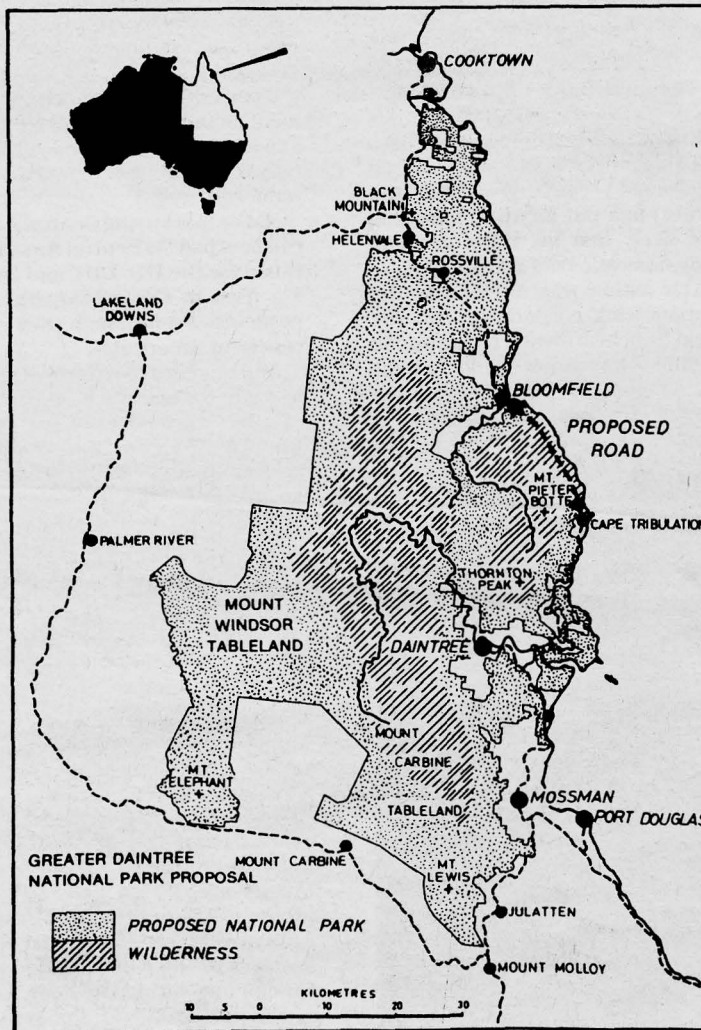 COOKTOWN
BLACK
MOUNTAIN
HELENVALE
ROSSVILLE
LAKELAND
DOWNS
BLOOMFIELD
PROPOSED
ROAD
MT.
PIETER
BOTTE
CAPE TRIBULATION
PALMER RIVER
THORNTON
PEAK
MOUNT
WINDSOR
TABLELAND
DAINTREE
MOUNT
CARBINE
TABLELAND
MT.
ELEPHANT
MOSSMAN
PORT DOUGLAS
MOUNT CARBINE
MT.
LEWIS
GREATER DAINTREE
NATIONAL PARK PROPOSAL
PROPOSED NATIONAL PARK
WILDERNESS
JULATTEN
MOUNT MOLLOY
KILOMETRES
10 5 0 10 22 30